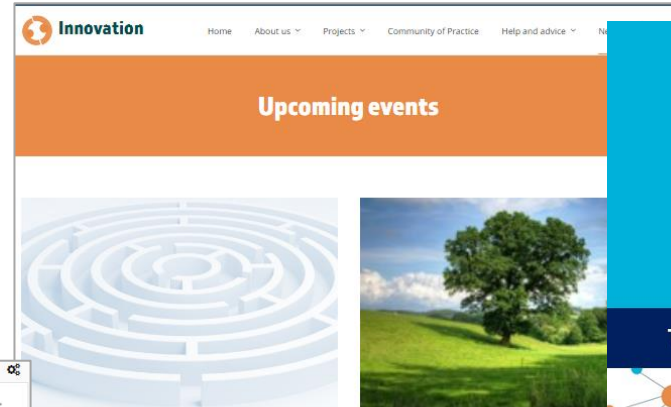 Innovation
Home About us Projects Community of Practice Help and advice
Upcoming events